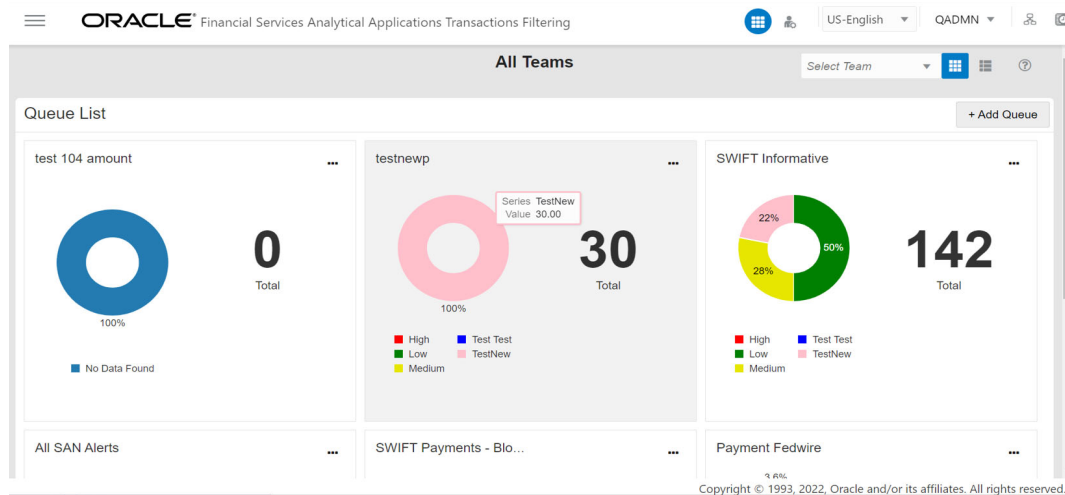 ORACLE® Financial Services Analytical Applications Transactions Filtering
US-English
QADMN
All Teams
Select Team
?
Queue List
+ Add Queue
test 104 amount
...
100%
0
Total
No Data Found
testnewp
...
Series TestNew
Value 30.00
100%
30
Total
High
Test Test
Low
TestNew
Medium
SWIFT Informative
...
22%
50%
28%
142
Total
High
Test Test
Low
TestNew
Medium
All SAN Alerts
...
SWIFT Payments - Blo...
...
Payment Fedwire
...
3.6%
Copyright © 1993, 2022, Oracle and/or its affiliates. All rights reserved.